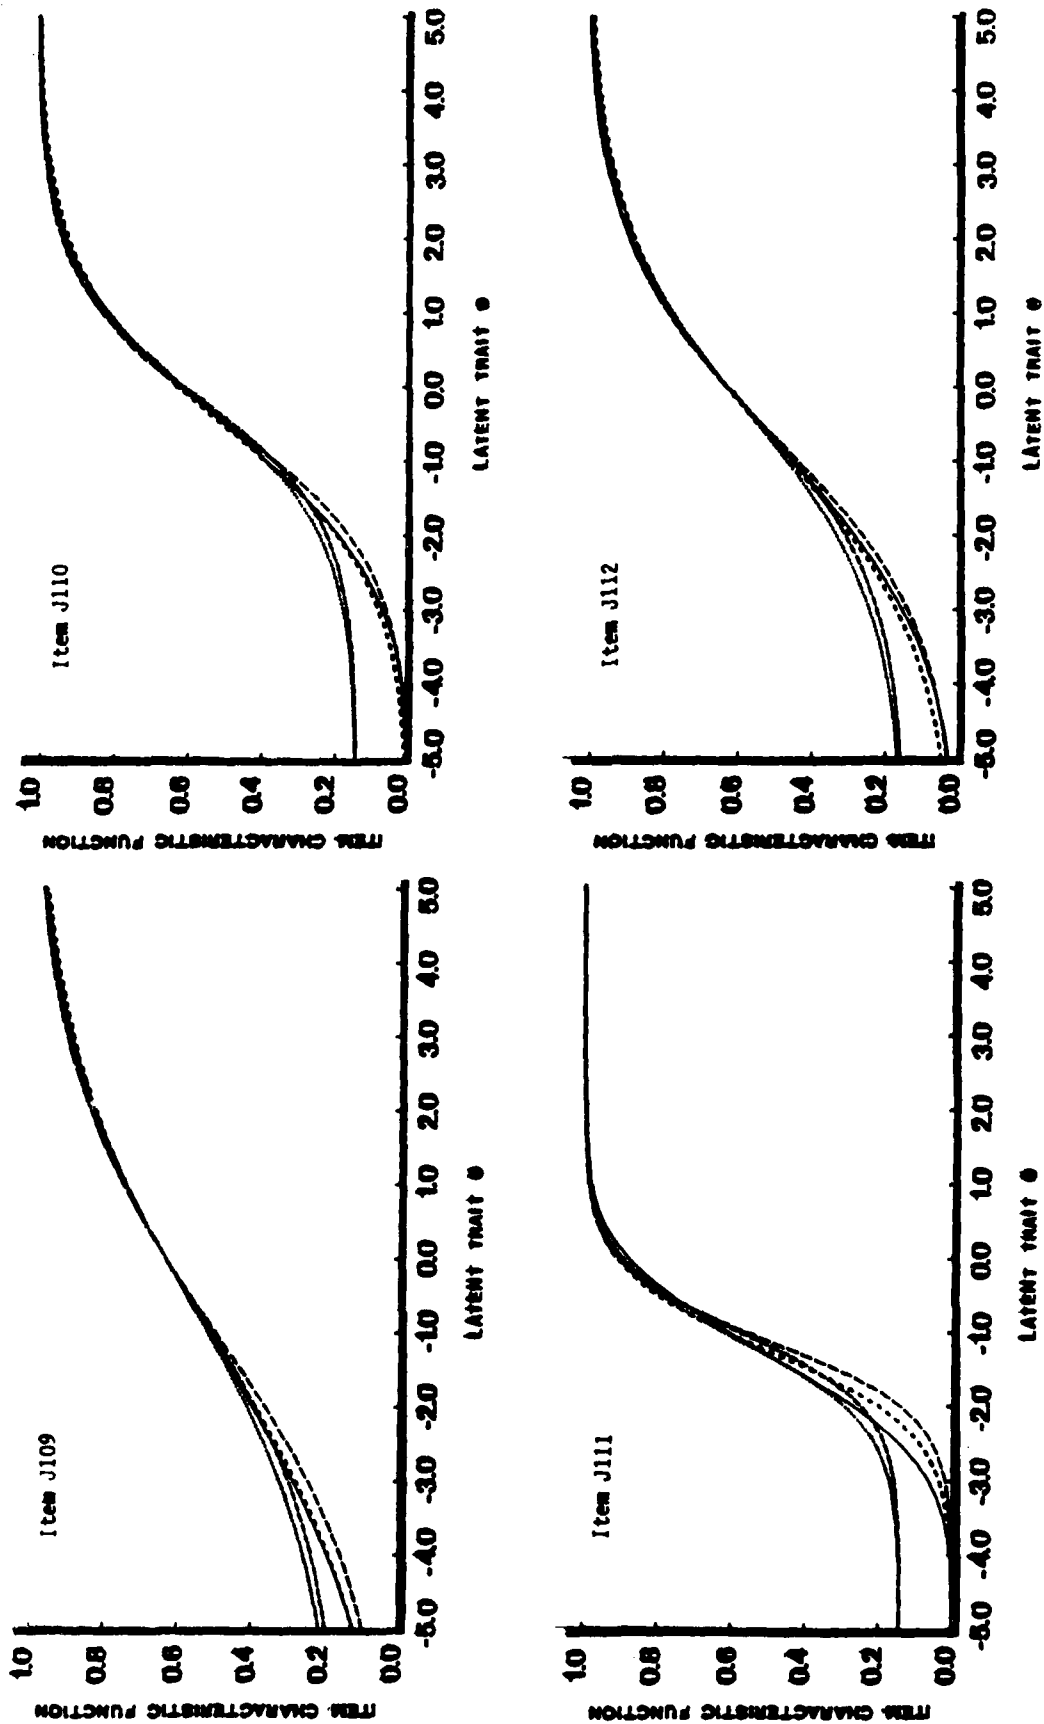 Item J109
ITEM CHARACTERISTIC FUNCTION
1.0
0.8
0.6
0.4
0.2
0.0
-5.0 -4.0 -3.0 -2.0 -1.0 0.0 1.0 2.0 3.0 4.0 5.0
LATENT TRAIT θ
Item J110
ITEM CHARACTERISTIC FUNCTION
1.0
0.8
0.6
0.4
0.2
0.0
-5.0 -4.0 -3.0 -2.0 -1.0 0.0 1.0 2.0 3.0 4.0 5.0
LATENT TRAIT θ
Item J111
ITEM CHARACTERISTIC FUNCTION
1.0
0.8
0.6
0.4
0.2
0.0
-5.0 -4.0 -3.0 -2.0 -1.0 0.0 1.0 2.0 3.0 4.0 5.0
LATENT TRAIT θ
Item J112
ITEM CHARACTERISTIC FUNCTION
1.0
0.8
0.6
0.4
0.2
0.0
-5.0 -4.0 -3.0 -2.0 -1.0 0.0 1.0 2.0 3.0 4.0 5.0
LATENT TRAIT θ